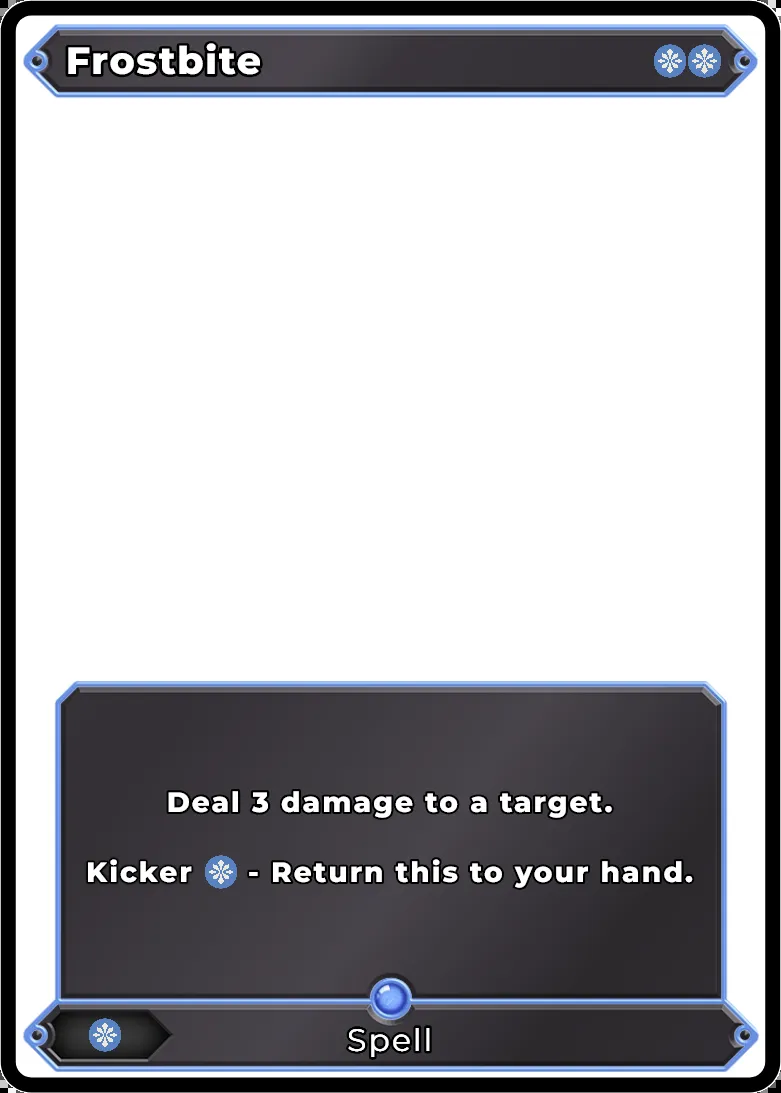 Frostbite
Deal 3 damage to a target.
Kicker - Return this to your hand.
Spell